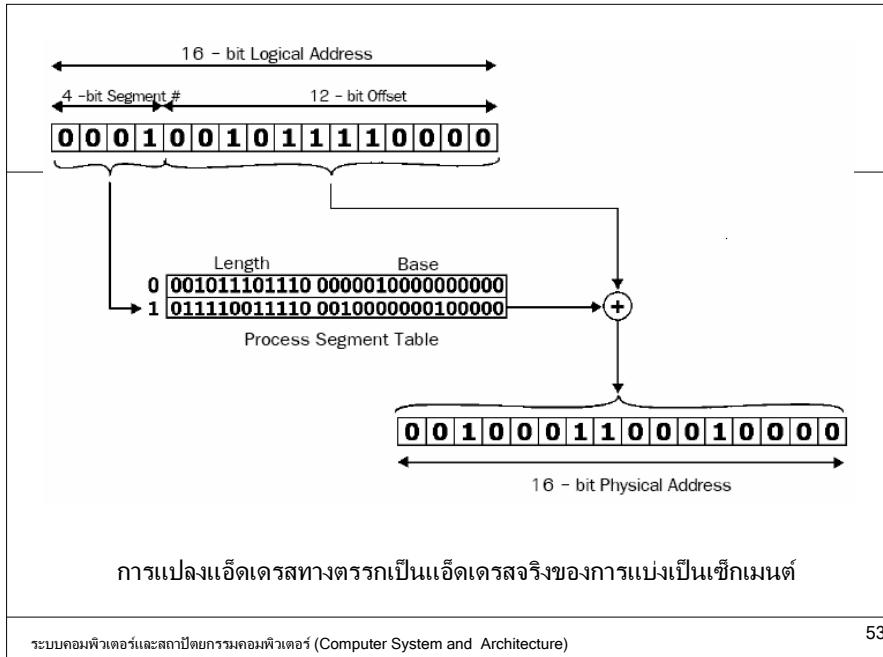 16 - bit Logical Address
4 -bit Segment # 12 - bit Offset
0 0 0 1 0 0 1 0 1 1 1 1 0 0 0 0
Length Base
0 001011101110 0000010000000000
1 011110011110 0010000000100000
+
Process Segment Table
0 0 1 0 0 0 1 1 0 0 0 1 0 0 0 0
16 - bit Physical Address
การแปลงแอ็ดเดรสทางตรรกเป็นแอ็ดเดรสจริงของการแบ่งเป็นเซ็กเมนต์
ระบบคอมพิวเตอร์และสถาปัตยกรรมคอมพิวเตอร์ (Computer System and Architecture)
53